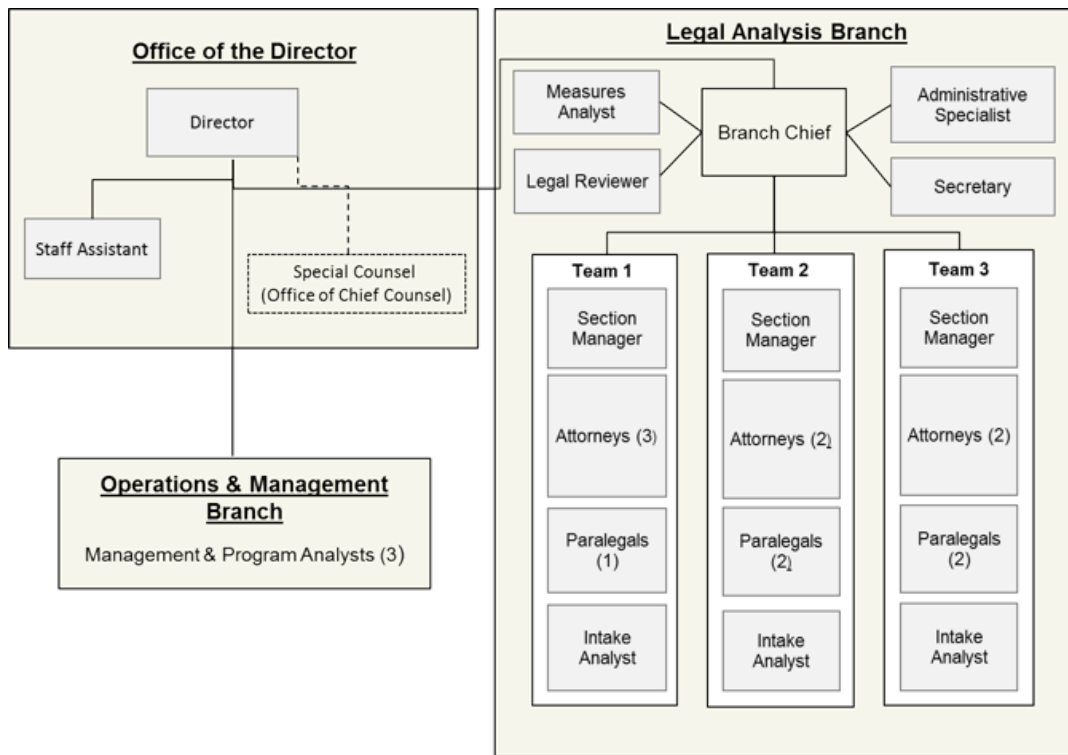 Office of the Director
Director
Staff Assistant
Special Counsel
(Office of Chief Counsel)
Operations & Management
Branch
Management & Program Analysts (3)
Legal Analysis Branch
Measures
Analyst
Legal Reviewer
Branch Chief
Administrative
Specialist
Secretary
Team 1
Section
Manager
Attorneys (3)
Paralegals
(1)
Intake
Analyst
Team 2
Section
Manager
Attorneys (2)
Paralegals
(2)
Intake
Analyst
Team 3
Section
Manager
Attorneys (2)
Paralegals
(2)
Intake
Analyst